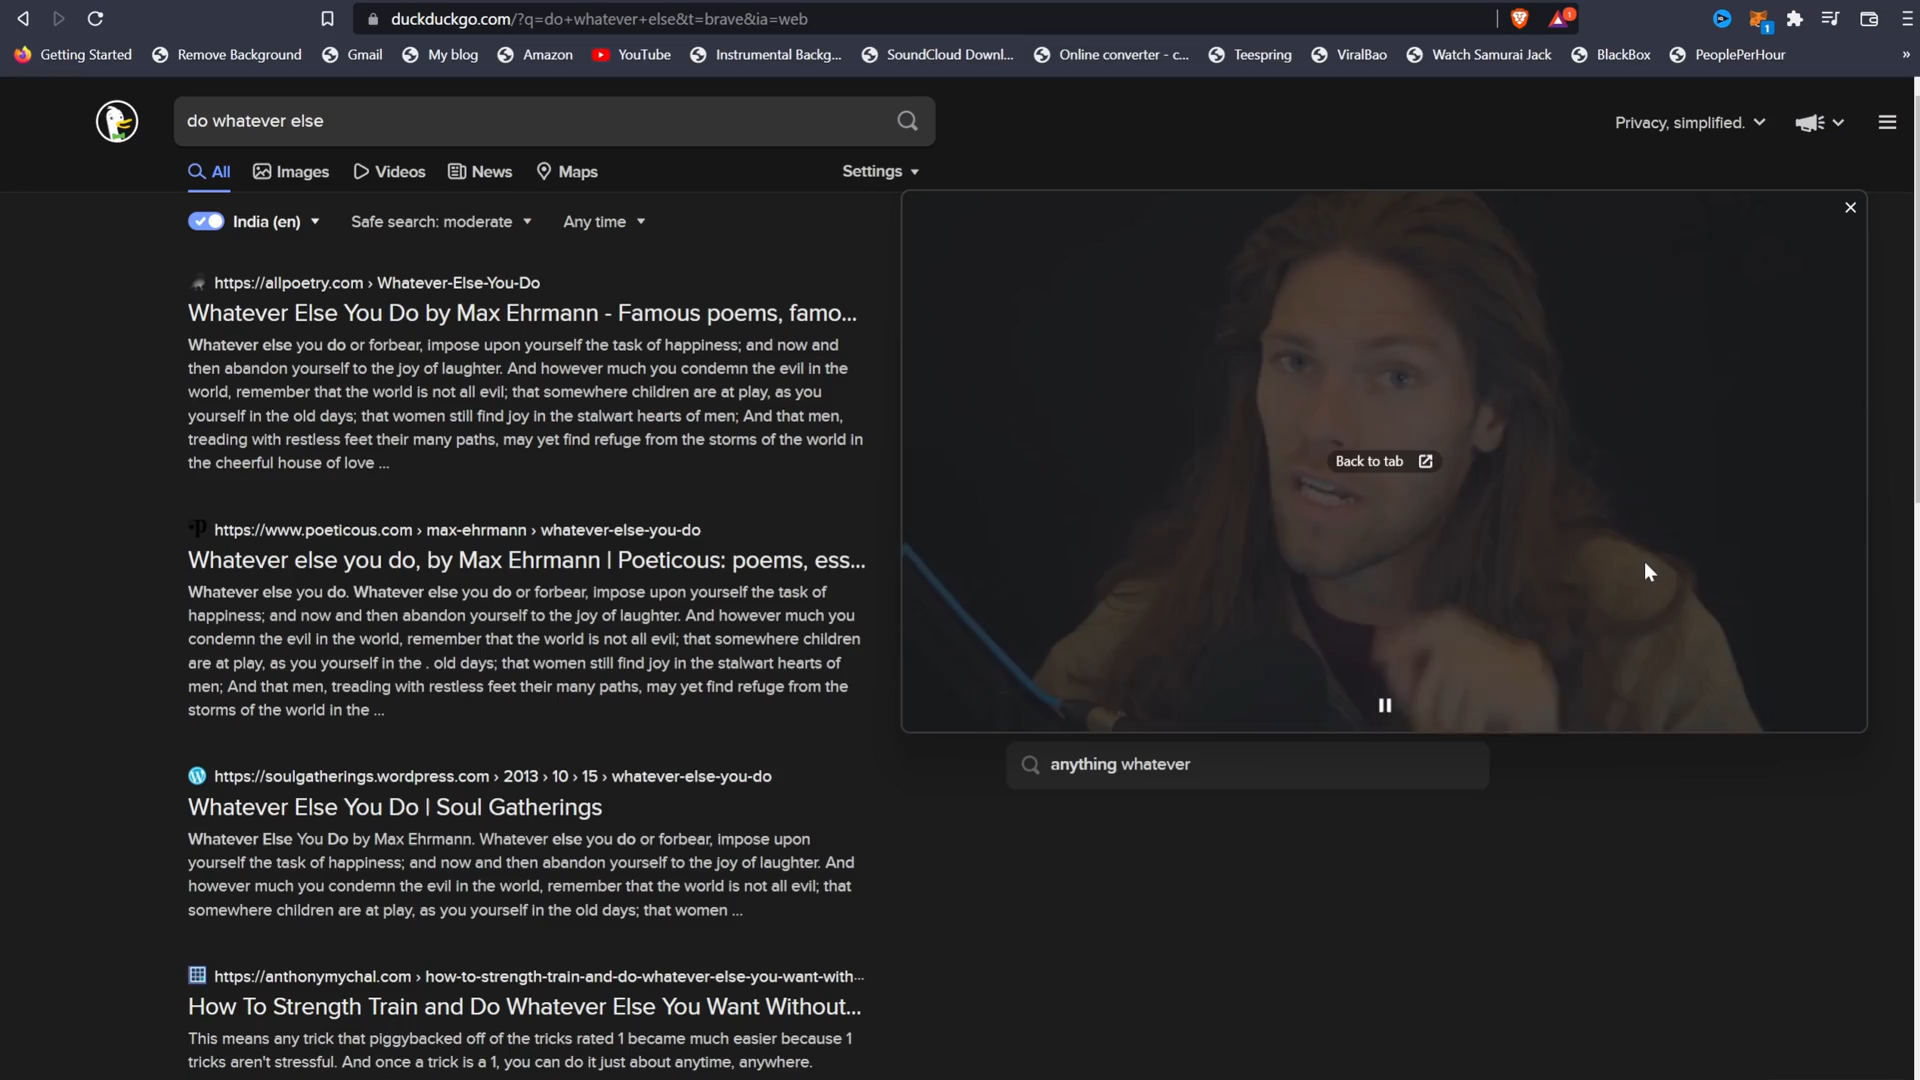 duckduckgo.com/?q=do+whatever+else&t=brave&ia=web
1
1
Getting Started Remove Background Gmail My blog Amazon YouTube Instrumental Backg... SoundCloud Downl... Online converter - c... Teespring ViralBao Watch Samurai Jack BlackBox PeoplePerHour »
do whatever else
Privacy, simplified.
All Images Videos News Maps Settings
India (en) Safe search: moderate Any time
https://allpoetry.com › Whatever-Else-You-Do
Whatever Else You Do by Max Ehrmann - Famous poems, famo...
Whatever else you do or forbear, impose upon yourself the task of happiness; and now and
then abandon yourself to the joy of laughter. And however much you condemn the evil in the
world, remember that the world is not all evil; that somewhere children are at play, as you
yourself in the old days; that women still find joy in the stalwart hearts of men; And that men,
treading with restless feet their many paths, may yet find refuge from the storms of the world in
the cheerful house of love ...
https://www.poeticous.com › max-ehrmann › whatever-else-you-do
Whatever else you do, by Max Ehrmann | Poeticous: poems, ess...
Whatever else you do. Whatever else you do or forbear, impose upon yourself the task of
happiness; and now and then abandon yourself to the joy of laughter. And however much you
condemn the evil in the world, remember that the world is not all evil; that somewhere children
are at play, as you yourself in the . old days; that women still find joy in the stalwart hearts of
men; And that men, treading with restless feet their many paths, may yet find refuge from the
storms of the world in the ...
https://soulgatherings.wordpress.com › 2013 › 10 › 15 › whatever-else-you-do
Whatever Else You Do | Soul Gatherings
Whatever Else You Do by Max Ehrmann. Whatever else you do or forbear, impose upon
yourself the task of happiness; and now and then abandon yourself to the joy of laughter. And
however much you condemn the evil in the world, remember that the world is not all evil; that
somewhere children are at play, as you yourself in the old days; that women ...
https://anthonymychal.com › how-to-strength-train-and-do-whatever-else-you-want-with...
How To Strength Train and Do Whatever Else You Want Without...
This means any trick that piggybacked off of the tricks rated 1 became much easier because 1
tricks aren't stressful. And once a trick is a 1, you can do it just about anytime, anywhere.
Back to tab
anything whatever